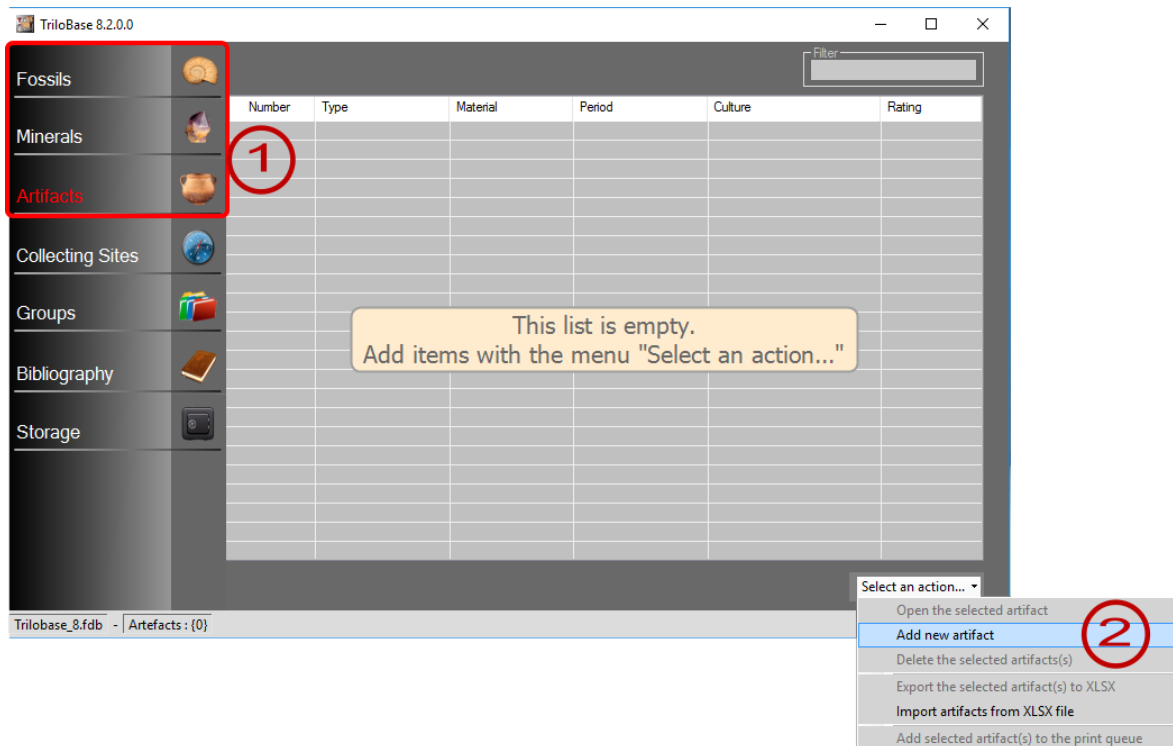 TriloBase 8.2.0.0
Filter
Fossils
Minerals
Artifacts
Collecting Sites
Groups
Bibliography
Storage
1
Number Type Material Period Culture Rating
This list is empty.
Add items with the menu "Select an action..."
Select an action...
Trilobase_8.fdb - Artefacts : {0}
Open the selected artifact
Add new artifact
2
Delete the selected artifacts(s)
Export the selected artifact(s) to XLSX
Import artifacts from XLSX file
Add selected artifact(s) to the print queue